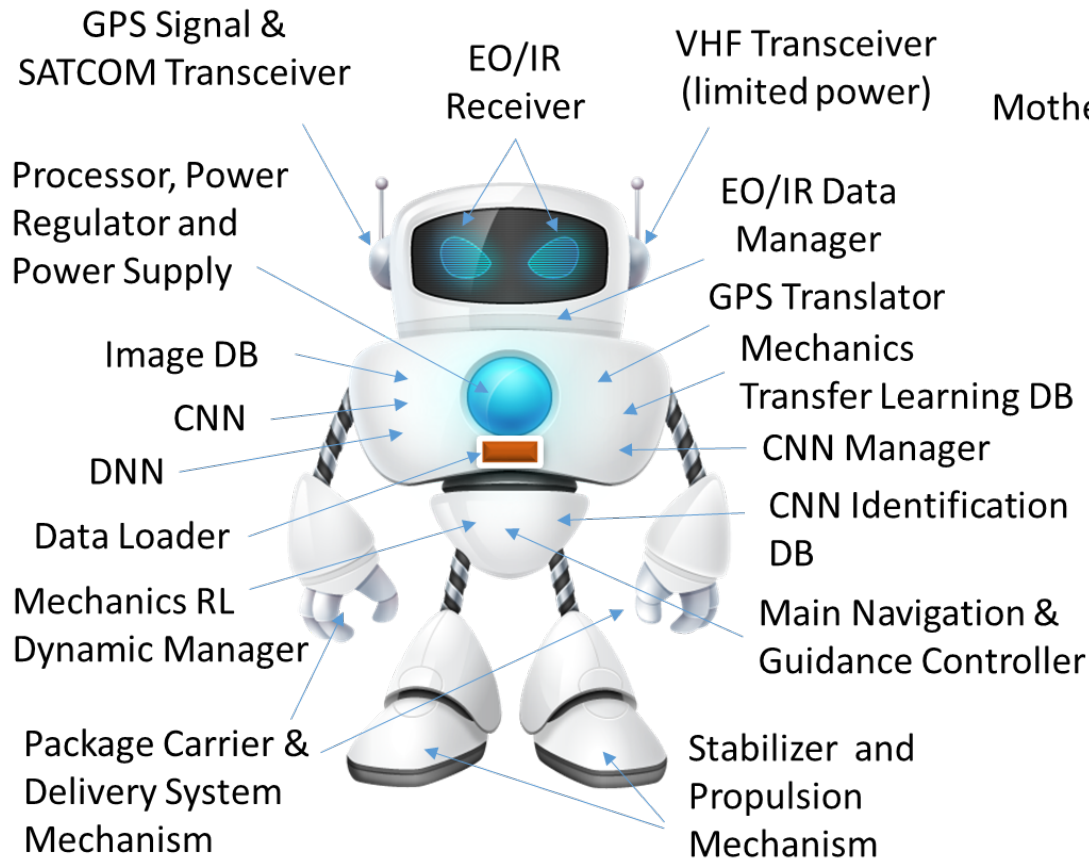 GPS Signal &
SATCOM Transceiver
EO/IR
Receiver
VHF Transceiver
(limited power)
Processor, Power
Regulator and
Power Supply
EO/IR Data
Manager
GPS Translator
Image DB
Mechanics
Transfer Learning DB
CNN
CNN Manager
DNN
CNN Identification
DB
Data Loader
Mechanics RL
Dynamic Manager
Main Navigation &
Guidance Controller
Package Carrier &
Delivery System
Mechanism
Stabilizer and
Propulsion
Mechanism